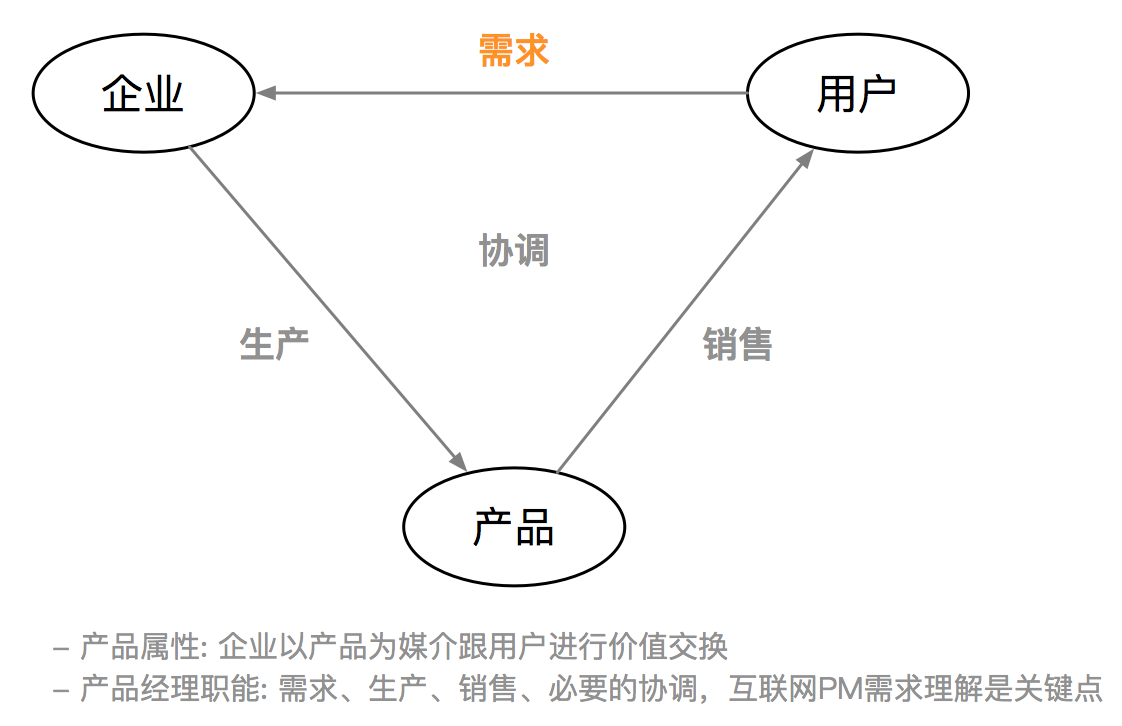 需求
企业
用户
协调
生产
销售
产品
– 产品属性: 企业以产品为媒介跟用户进行价值交换
– 产品经理职能: 需求、生产、销售、必要的协调，互联网PM需求理解是关键点